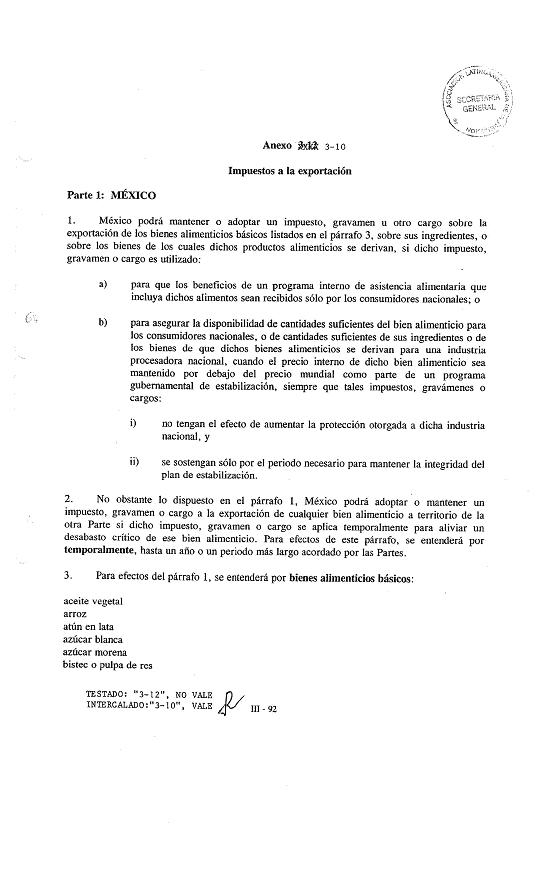 ASOCIACION LATINOAMERICANA DE
SECRETARIA
GENERAL
Anexo 3-12 3-10
Impuestos a la exportación
Parte 1: MÉXICO
1. México podrá mantener o adoptar un impuesto, gravamen u otro cargo sobre la
exportación de los bienes alimenticios básicos listados en el párrafo 3, sobre sus ingredientes, o
sobre los bienes de los cuales dichos productos alimenticios se derivan, si dicho impuesto,
gravamen o cargo es utilizado:
a) para que los beneficios de un programa interno de asistencia alimentaria que
incluya dichos alimentos sean recibidos sólo por los consumidores nacionales; o
64
b) para asegurar la disponibilidad de cantidades suficientes del bien alimenticio para
los consumidores nacionales, o de cantidades suficientes de sus ingredientes o de
los bienes de que dichos bienes alimenticios se derivan para una industria
procesadora nacional, cuando el precio interno de dicho bien alimenticio sea
mantenido por debajo del precio mundial como parte de un programa
gubernamental de estabilización, siempre que tales impuestos, gravámenes o
cargos:
i) no tengan el efecto de aumentar la protección otorgada a dicha industria
nacional, y
ii) se sostengan sólo por el periodo necesario para mantener la integridad del
plan de estabilización.
2. No obstante lo dispuesto en el párrafo 1, México podrá adoptar o mantener un
impuesto, gravamen o cargo a la exportación de cualquier bien alimenticio a territorio de la
otra Parte si dicho impuesto, gravamen o cargo se aplica temporalmente para aliviar un
desabasto crítico de ese bien alimenticio. Para efectos de este párrafo, se entenderá por
temporalmente, hasta un año o un periodo más largo acordado por las Partes.
3. Para efectos del párrafo 1, se entenderá por bienes alimenticios básicos:
aceite vegetal
arroz
atún en lata
azúcar blanca
azúcar morena
bistec o pulpa de res
TESTADO: "3-12", NO VALE
INTERCALADO:"3-10", VALE
III - 92